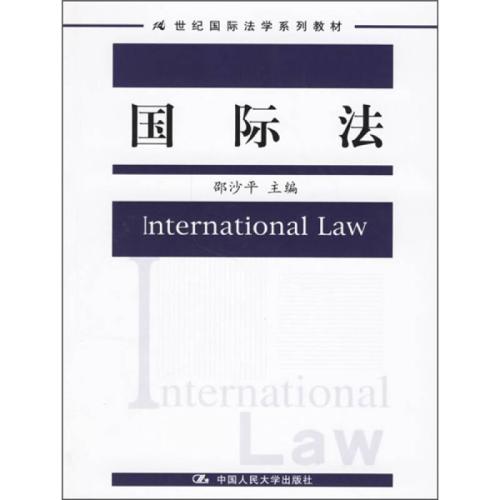 21世纪国际法学系列教材
国际法
邵沙平 主编
International Law
International
Law
中国人民大学出版社